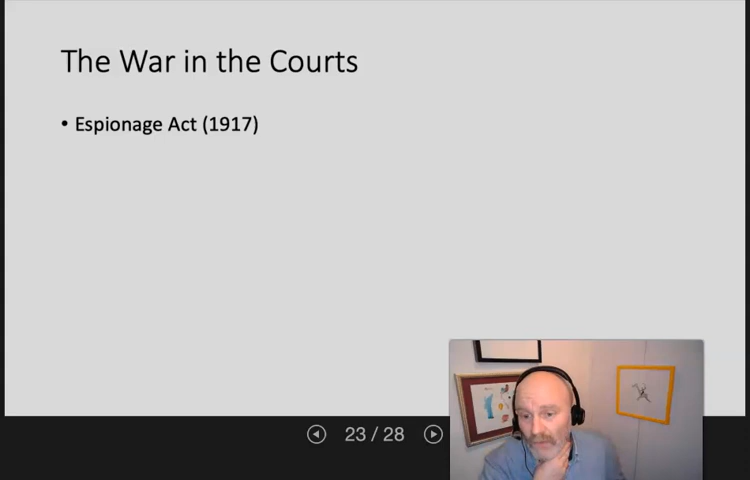 The War in the Courts
• Espionage Act (1917)
23 / 28